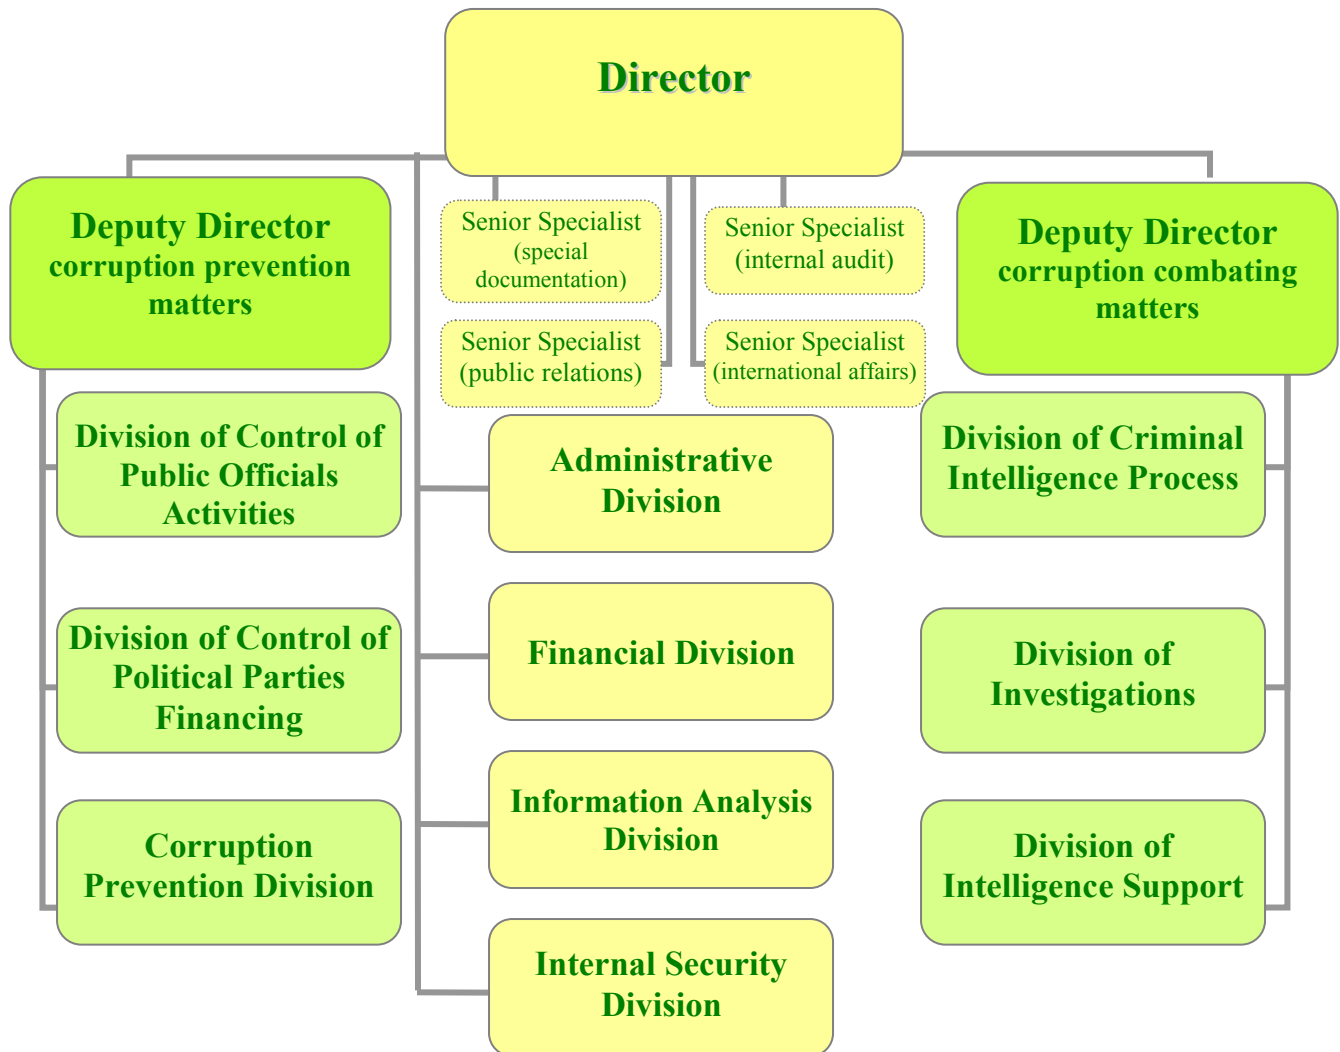 Director
Deputy Director
corruption prevention
matters
Senior Specialist
(special
documentation)
Senior Specialist
(internal audit)
Senior Specialist
(public relations)
Senior Specialist
(international affairs)
Deputy Director
corruption combating
matters
Division of Control of
Public Officials
Activities
Division of Control of
Political Parties
Financing
Corruption
Prevention Division
Administrative
Division
Financial Division
Information Analysis
Division
Internal Security
Division
Division of Criminal
Intelligence Process
Division of
Investigations
Division of
Intelligence Support